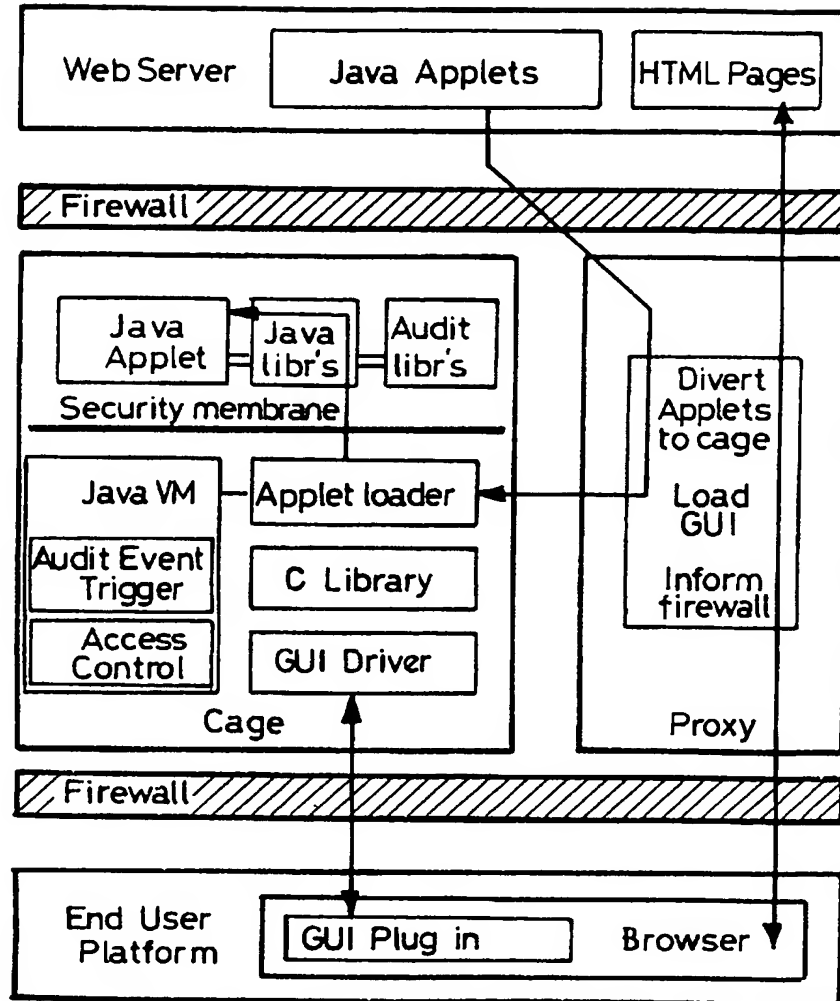 Web Server
Java Applets
HTML Pages
Firewall
Java
Applet
Java
libr's
Audit
libr's
Security membrane
Java VM
Applet loader
Audit Event
Trigger
C Library
Access
Control
GUI Driver
Cage
Divert
Applets
to cage
Load
GUI
Inform
firewall
Proxy
Firewall
End User
Platform
GUI Plug in
Browser